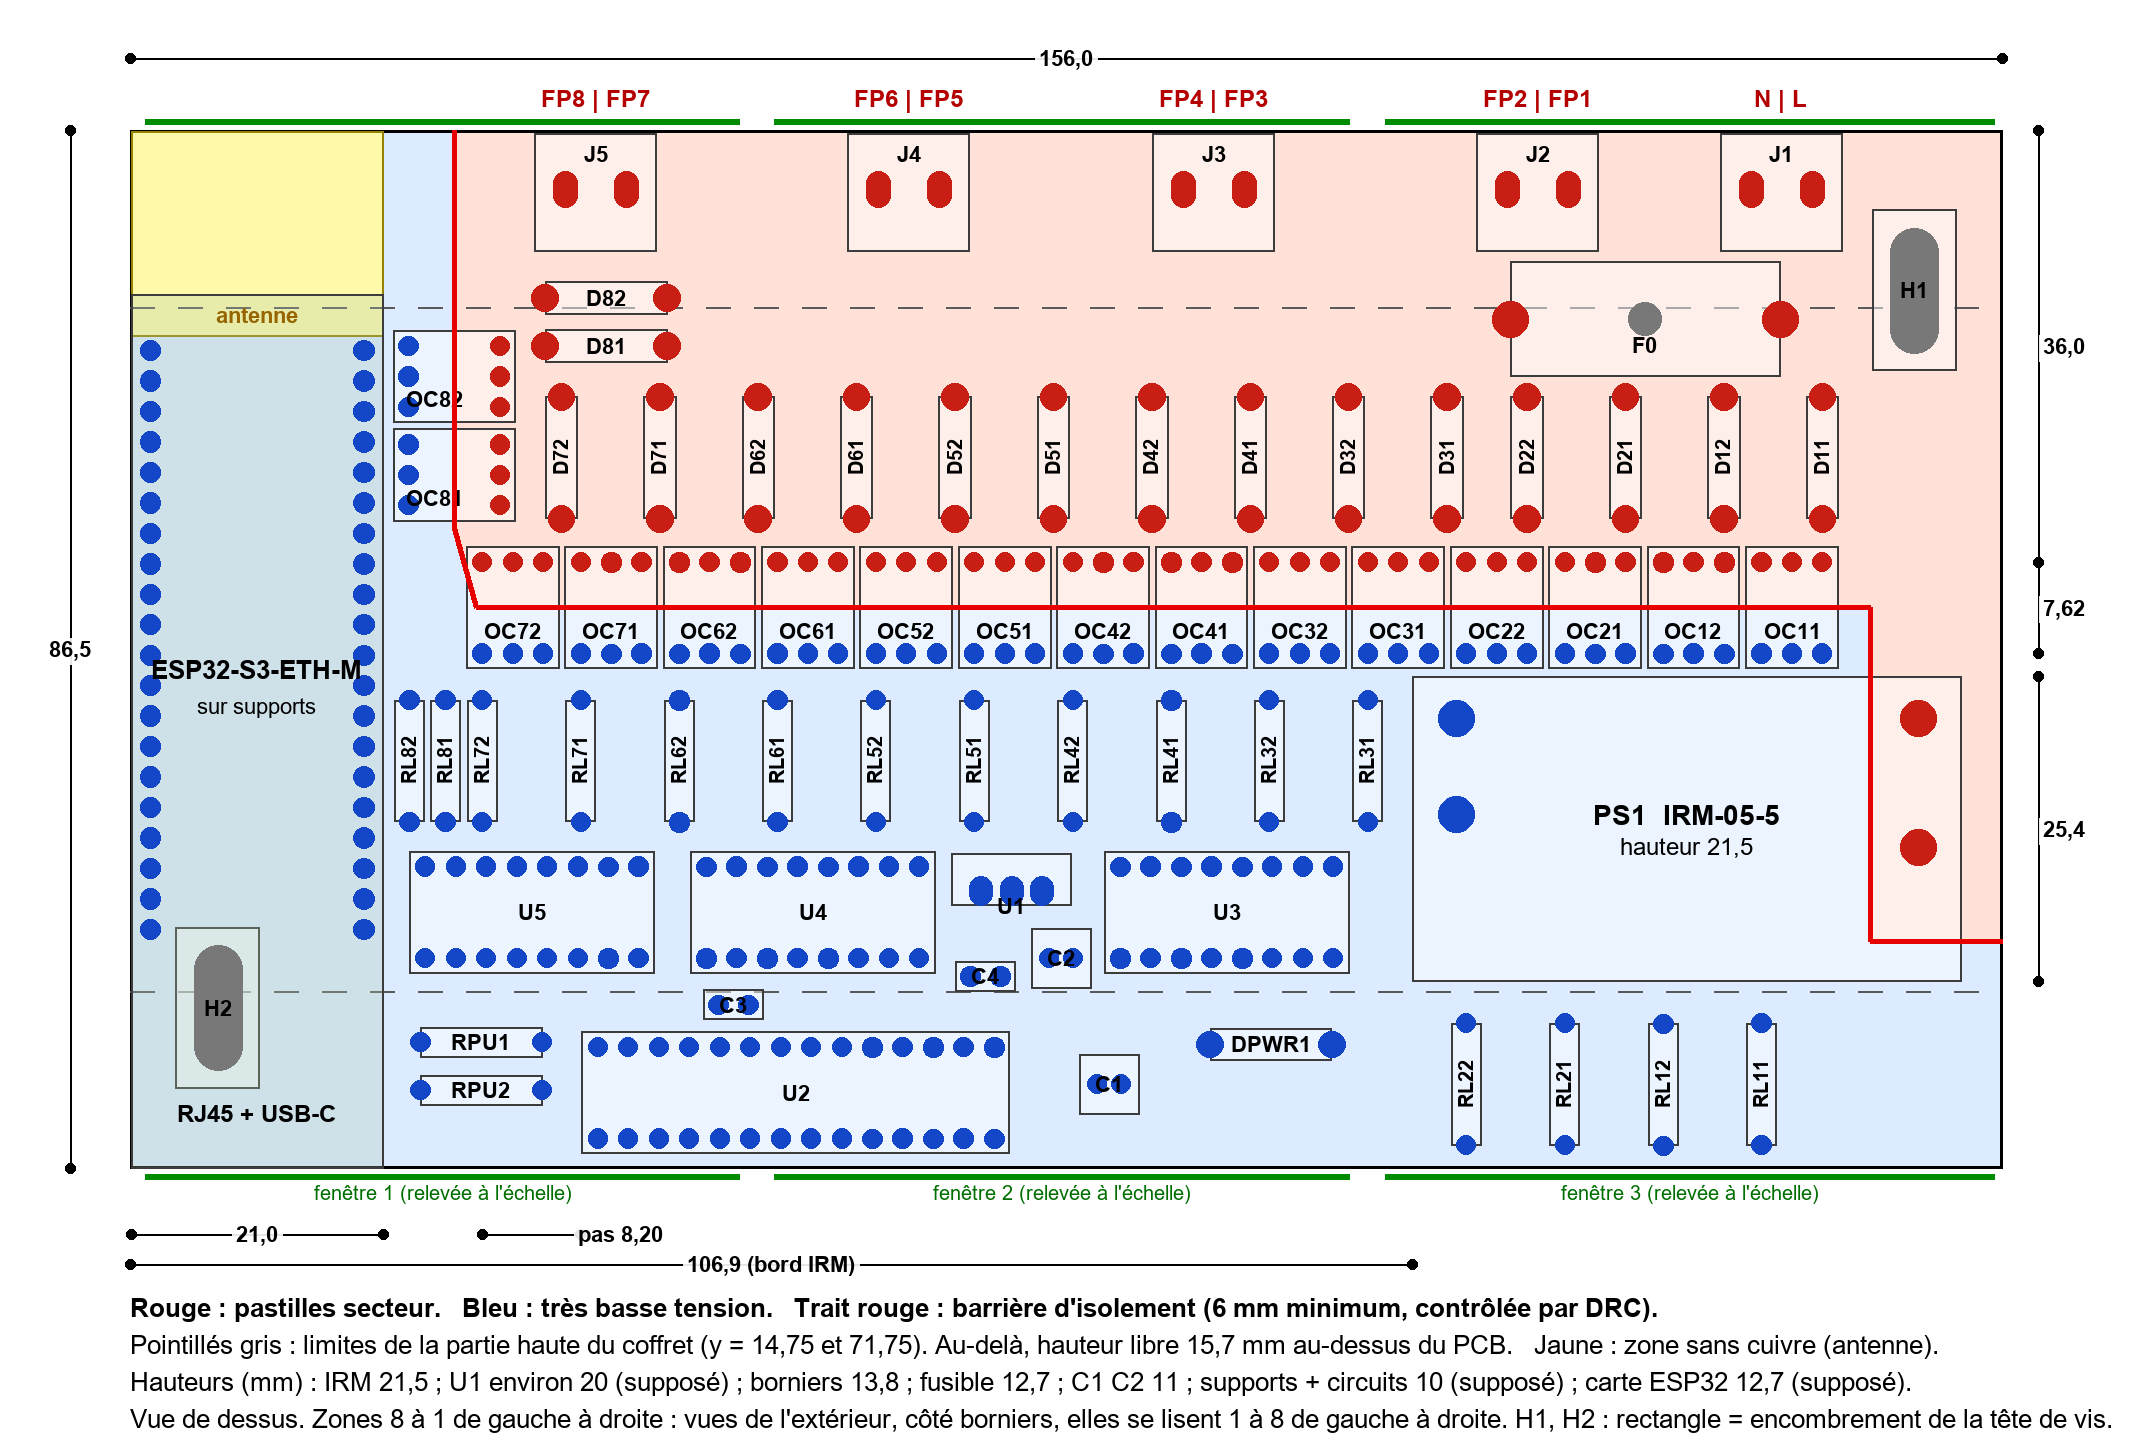 156,0
FP8 | FP7 FP6 | FP5 FP4 | FP3 FP2 | FP1 N | L
J5 J4 J3 J2 J1
D82 H1
antenne
D81 F0 36,0
OC82
D72 D71 D62 D61 D52 D51 D42 D41 D32 D31 D22 D21 D12 D11
OC81
7,62
OC72 OC71 OC62 OC61 OC52 OC51 OC42 OC41 OC32 OC31 OC22 OC21 OC12 OC11
86,5
ESP32-S3-ETH-M
sur supports
RL82 RL81 RL72 RL71 RL62 RL61 RL52 RL51 RL42 RL41 RL32 RL31
PS1 IRM-05-5
hauteur 21,5
25,4
U5 U4 U1 U3
C2
C4
H2 C3
RPU1 DPWR1
RPU2 U2 C1 RL22 RL21 RL12 RL11
RJ45 + USB-C
fenêtre 1 (relevée à l'échelle) fenêtre 2 (relevée à l'échelle) fenêtre 3 (relevée à l'échelle)
21,0 pas 8,20
106,9 (bord IRM)
Rouge : pastilles secteur. Bleu : très basse tension. Trait rouge : barrière d'isolement (6 mm minimum, contrôlée par DRC).
Pointillés gris : limites de la partie haute du coffret (y = 14,75 et 71,75). Au-delà, hauteur libre 15,7 mm au-dessus du PCB. Jaune : zone sans cuivre (antenne).
Hauteurs (mm) : IRM 21,5 ; U1 environ 20 (supposé) ; borniers 13,8 ; fusible 12,7 ; C1 C2 11 ; supports + circuits 10 (supposé) ; carte ESP32 12,7 (supposé).
Vue de dessus. Zones 8 à 1 de gauche à droite : vues de l'extérieur, côté borniers, elles se lisent 1 à 8 de gauche à droite. H1, H2 : rectangle = encombrement de la tête de vis.